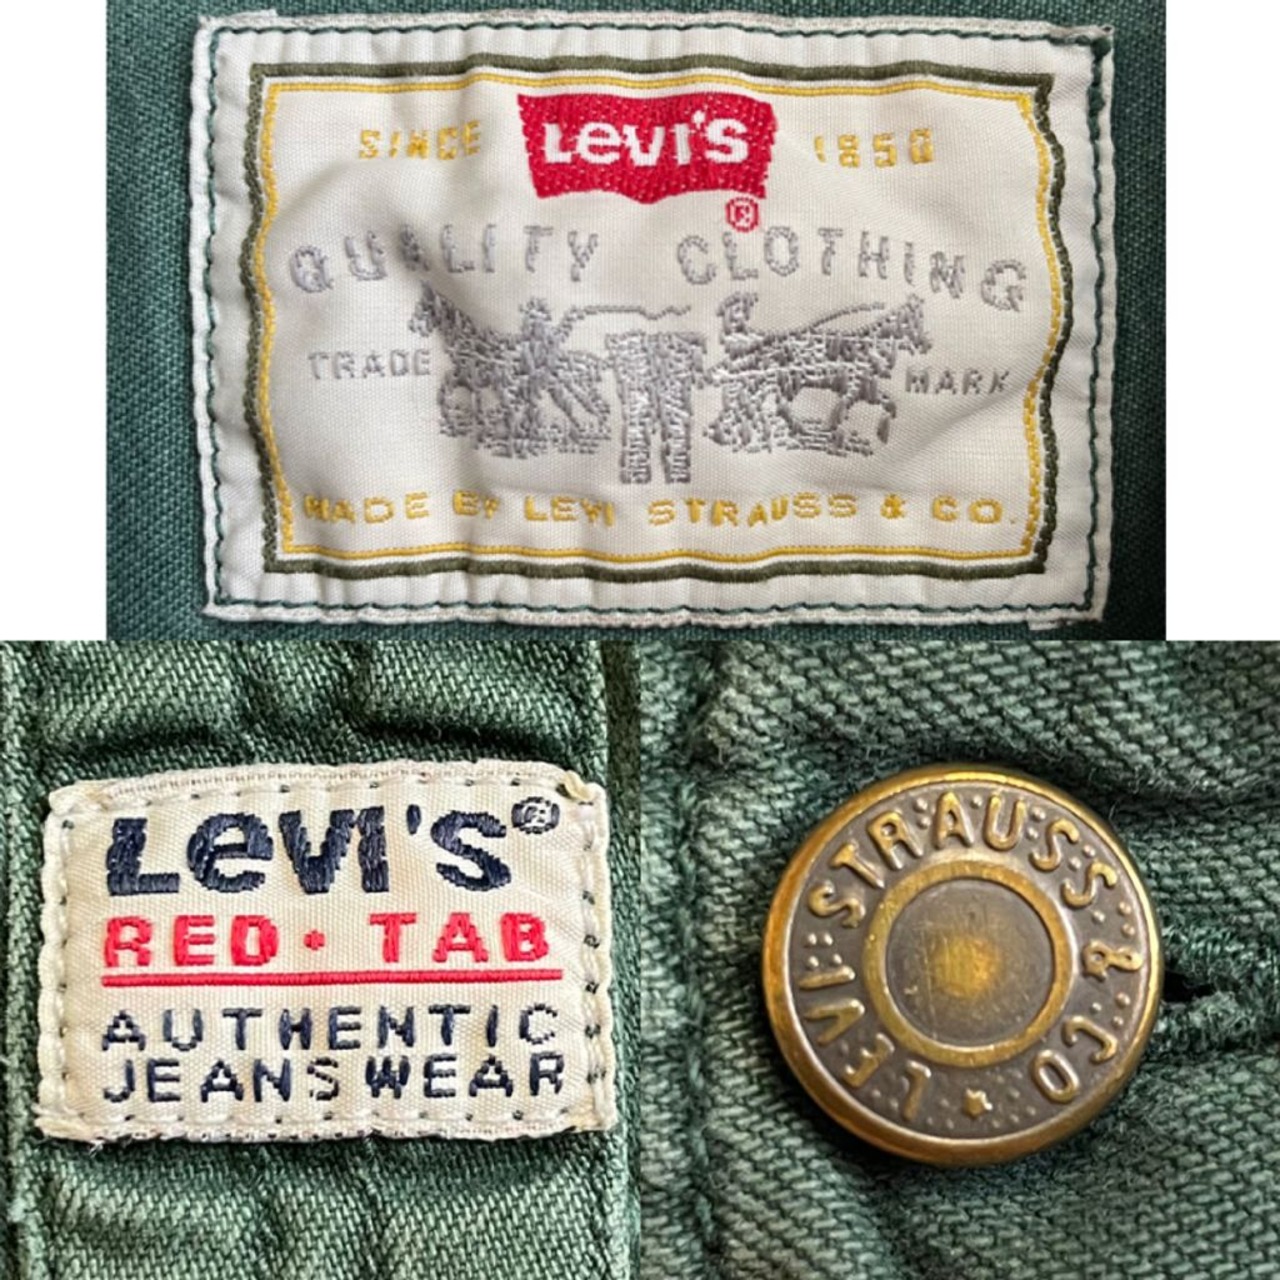 SINCE Levi's 1850
®
QUALITY CLOTHING
TRADE MARK
MADE BY LEVI STRAUSS & CO.
Levi's®
RED • TAB
AUTHENTIC
JEANSWEAR
LEVI STRAUSS & CO